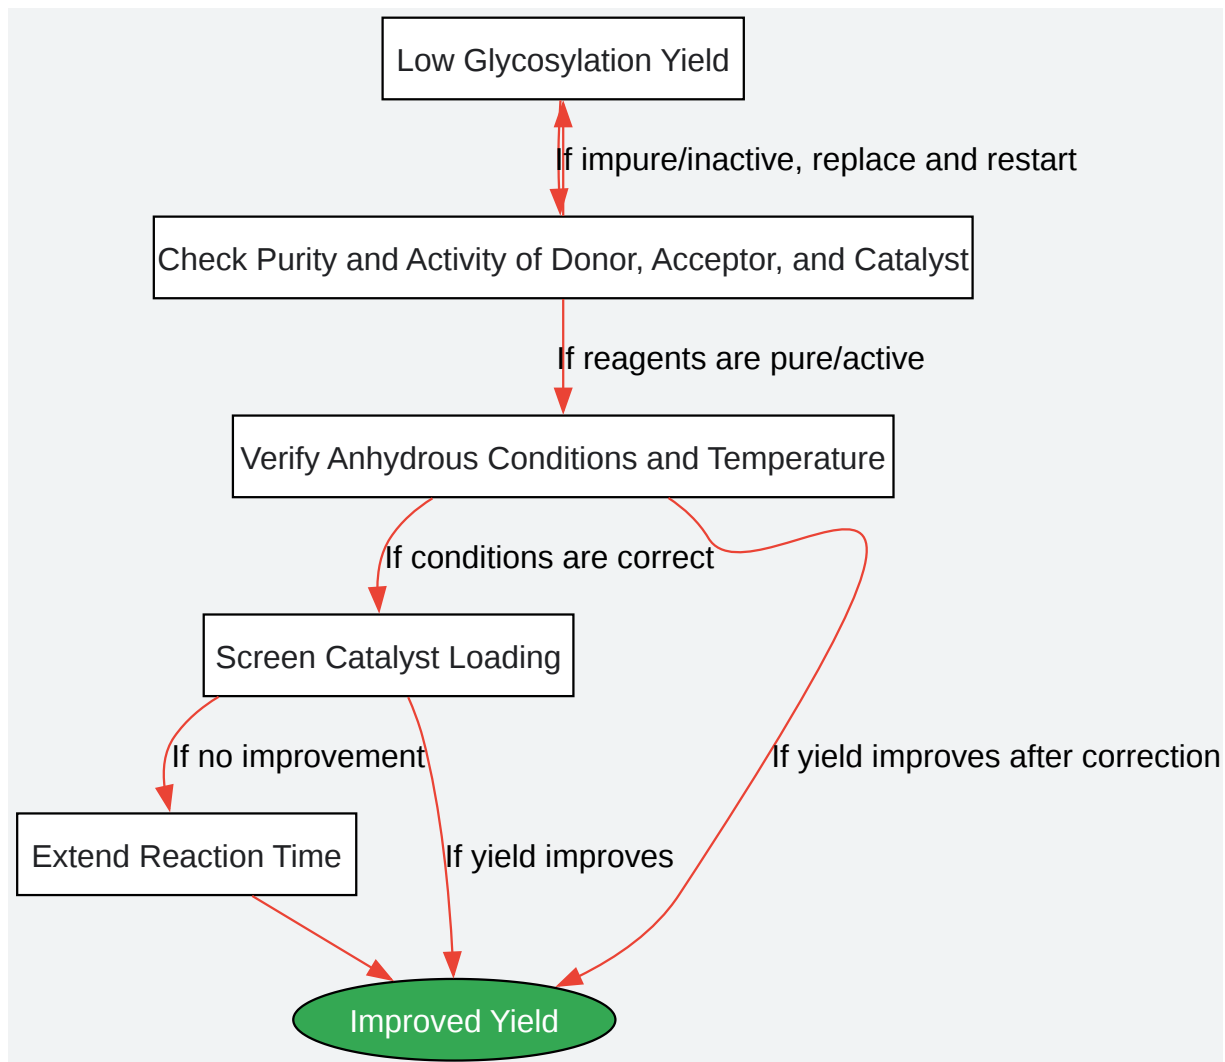 Low Glycosylation Yield
If impure/inactive, replace and restart
Check Purity and Activity of Donor, Acceptor, and Catalyst
If reagents are pure/active
Verify Anhydrous Conditions and Temperature
If conditions are correct
Screen Catalyst Loading
If no improvement
If yield improves after correction
Extend Reaction Time
If yield improves
Improved Yield